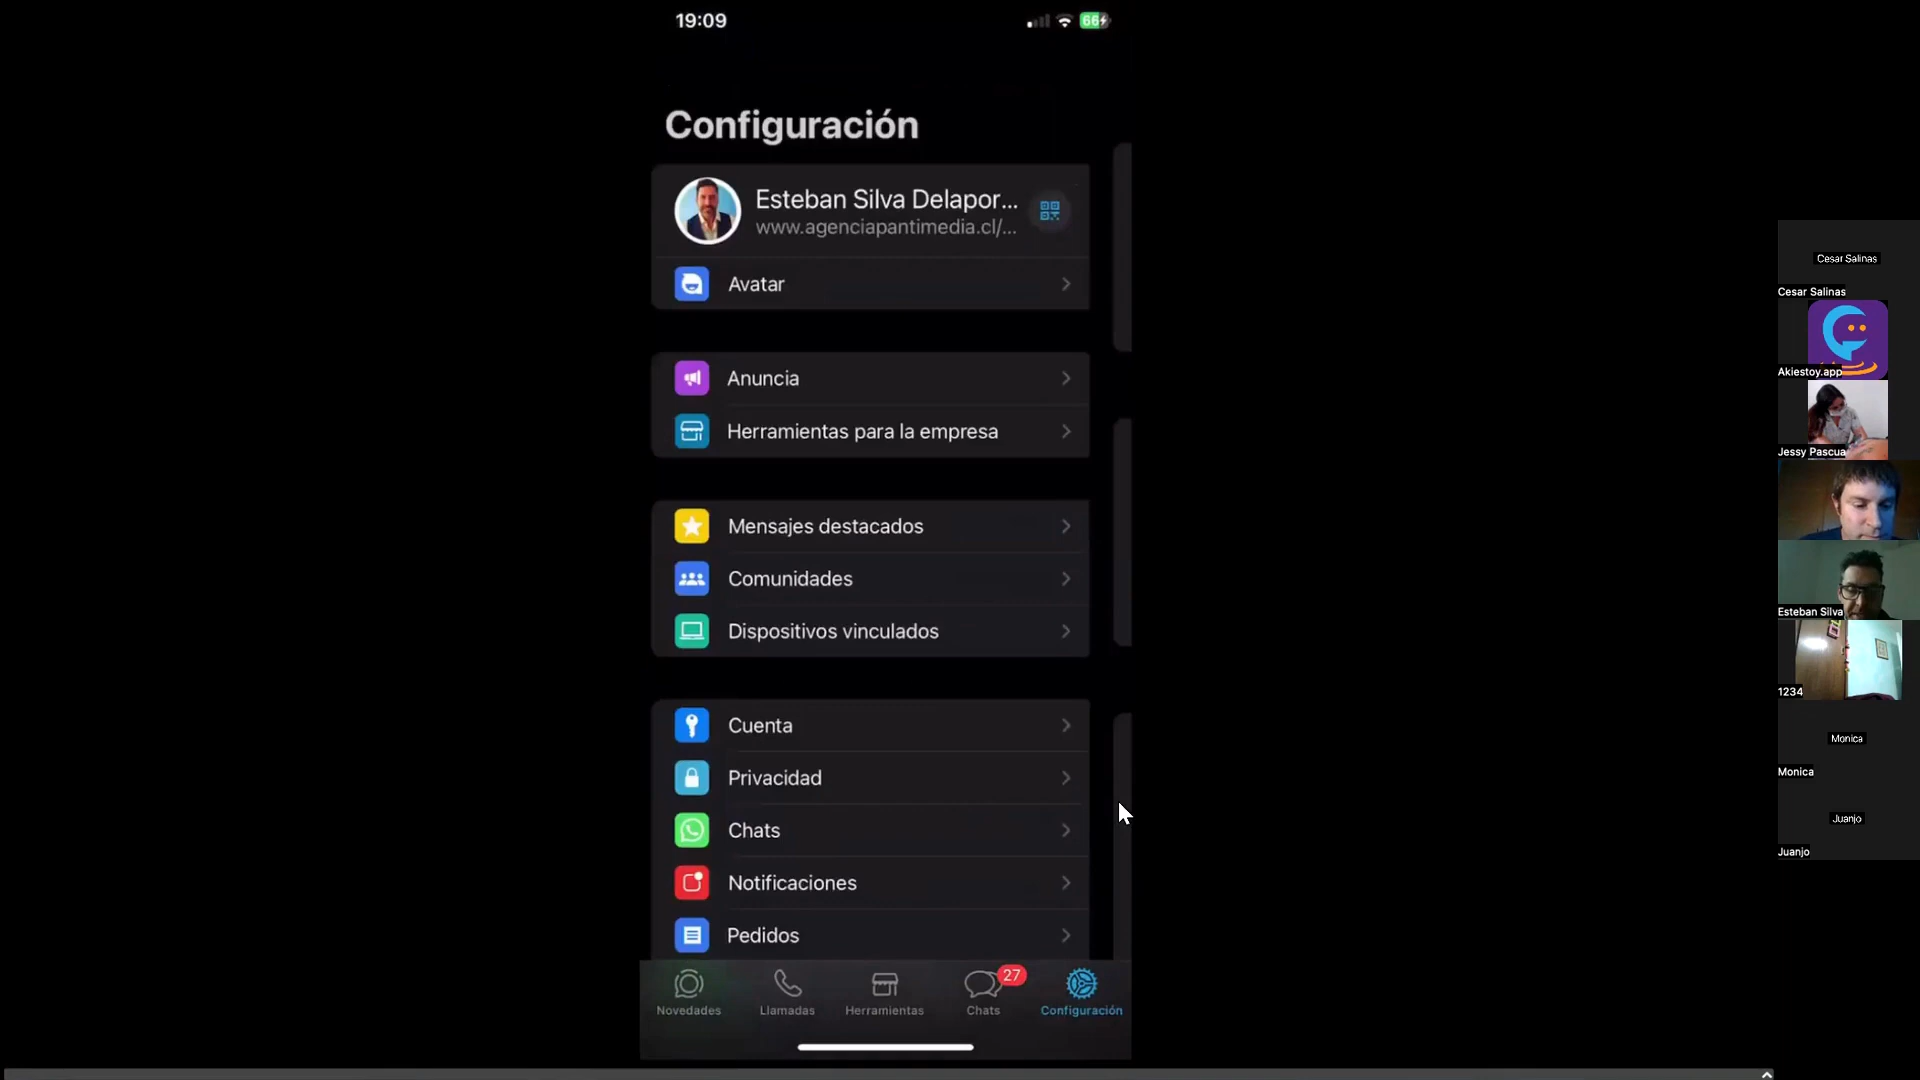 19:09
66
Configuración
Esteban Silva Delapor...
www.agenciapantimedia.cl/...
Avatar
Anuncia
Herramientas para la empresa
Mensajes destacados
Comunidades
Dispositivos vinculados
Cuenta
Privacidad
Chats
Notificaciones
Pedidos
27
Novedades
Llamadas
Herramientas
Chats
Configuración
Cesar Salinas
Cesar Salinas
Akiestoy.app
Jessy Pascua
Esteban Silva
1234
Monica
Monica
Juanjo
Juanjo